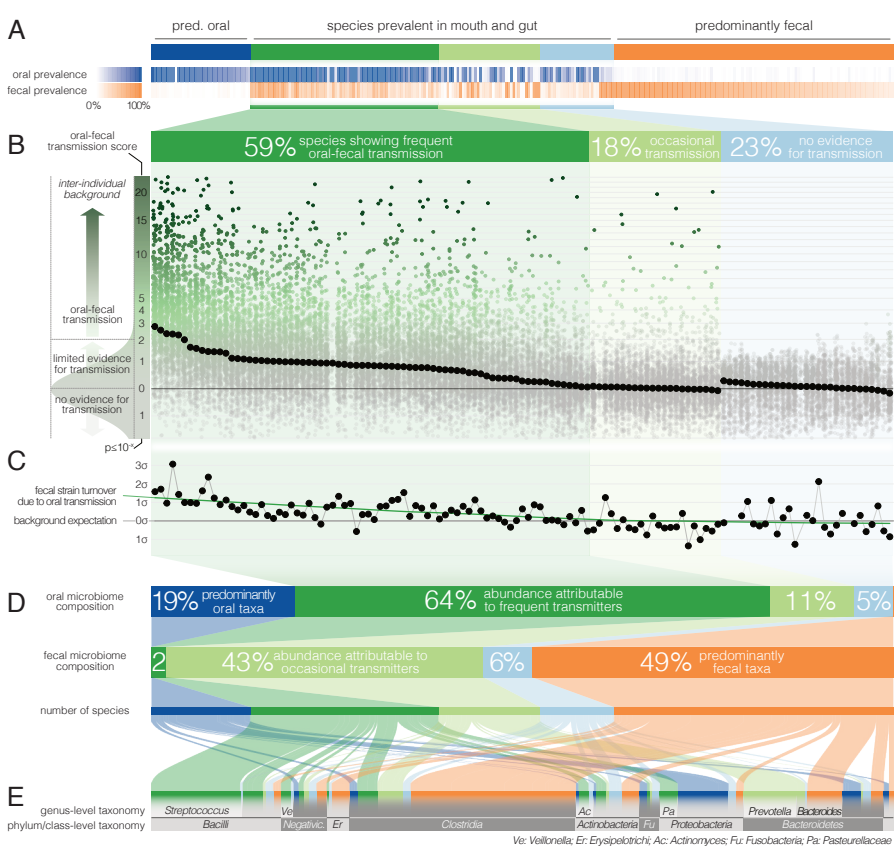 A
pred. oral
species prevalent in mouth and gut
predominantly fecal
oral prevalence
fecal prevalence
0%
100%
B
oral-fecal
transmission score
59% species showing frequent
oral-fecal transmission
18% occasional
transmission
23% no evidence
for transmission
inter-individual
background
20
15
10
5
4
3
2
1
0
1
oral-fecal
transmission
limited evidence
for transmission
no evidence for
transmission
p≤10⁻ˣ
C
3σ
2σ
1σ
0σ
1σ
fecal strain turnover
due to oral transmission
background expectation
D
oral microbiome
composition
19% predominantly
oral taxa
64% abundance attributable
to frequent transmitters
11%
5%
fecal microbiome
composition
2
43% abundance attributable to
occasional transmitters
6%
49% predominantly
fecal taxa
number of species
E
genus-level taxonomy
Streptococcus
Ve
Ac
Pa
Prevotella
Bacteroides
phylum/class-level taxonomy
Bacilli
Negativic.
Er
Clostridia
Actinobacteria
Fu
Proteobacteria
Bacteroidetes
Ve: Veillonella; Er: Erysipelotrichi; Ac: Actinomyces; Fu: Fusobacteria; Pa: Pasteurellaceae